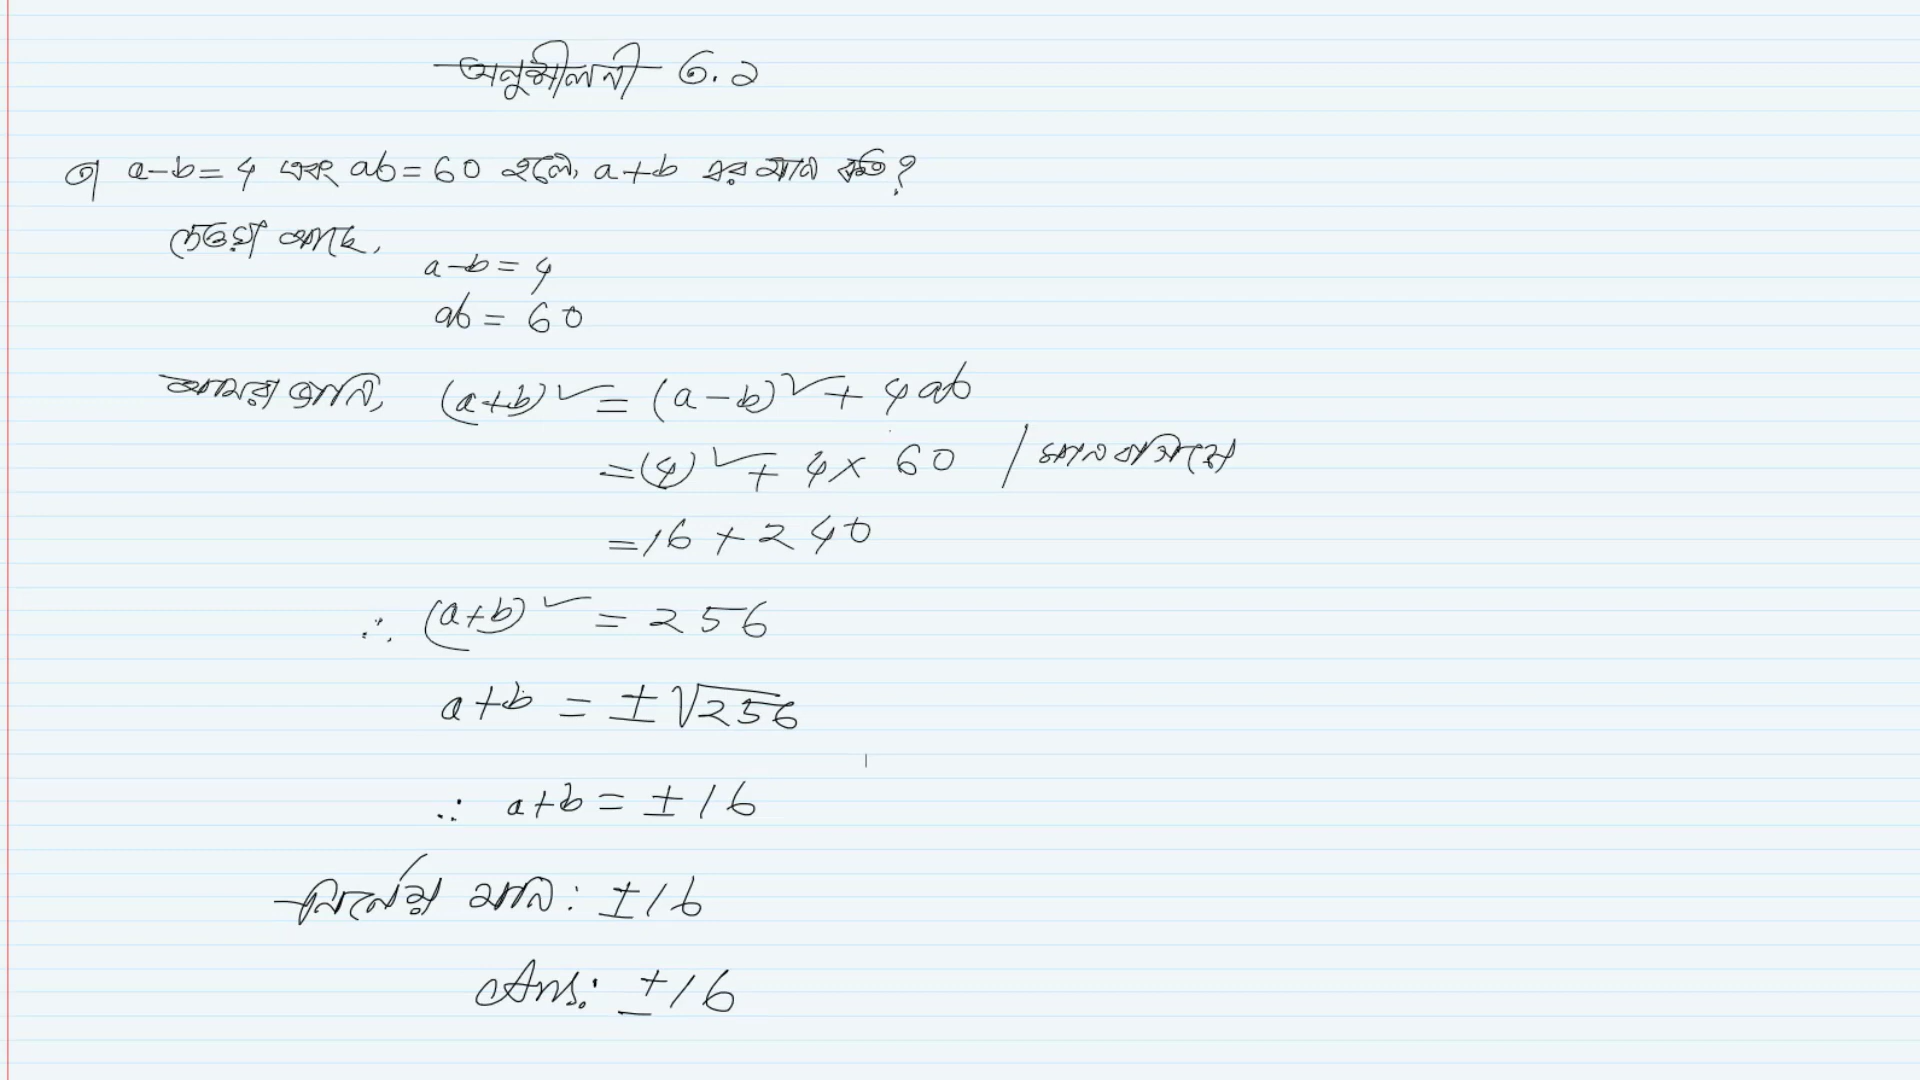 অনুশীলনী ৩.১
৩। a-b=4 এবং ab=60 হলে, a+b এর মান কত?
দেওয়া আছে,
a-b=4
ab=60
আমরা জানি, (a+b)² = (a-b)² + 4ab
=(4)² + 4× 60 / মান বসিয়ে
=16 + 240
∴ (a+b)² = 256
a+b = ±√256
∴ a+b = ±16
নির্ণেয় মান: ±16
Ans: ±16